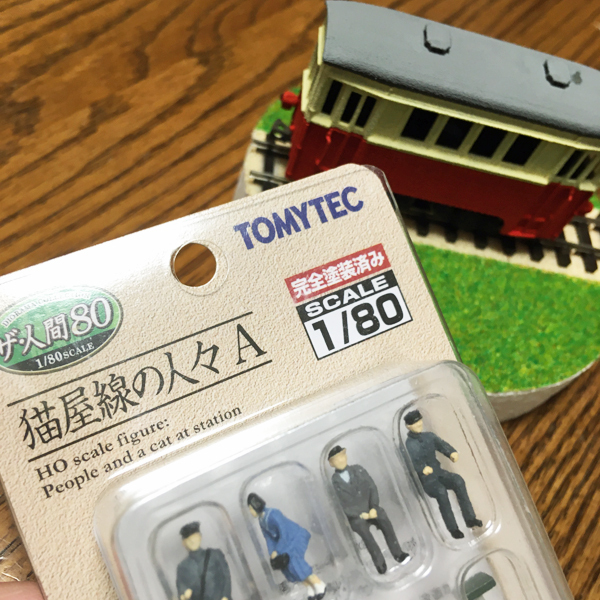 TOMYTEC
完全塗装済み
SCALE
1/80
ザ・人間80
1/80 SCALE
猫屋線の人々 A
HO scale figure:
People and a cat at station